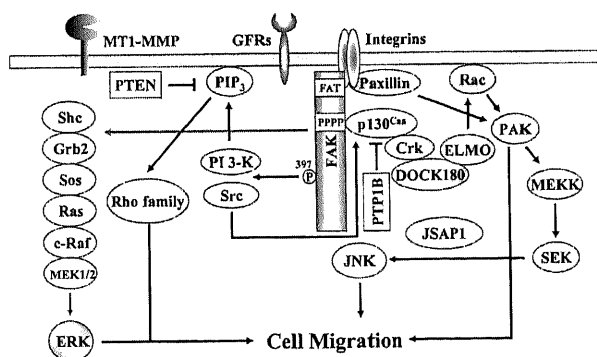 MT1-MMP
GFRs
Integrins
PTEN
PIP3
FAT
Paxillin
Rac
Shc
PPPP
p130Cas
PAK
Grb2
FAK
Crk
ELMO
PI 3-K
397
P
DOCK180
MEKK
Sos
Src
PTP1B
Ras
Rho family
JSAP1
c-Raf
JNK
SEK
MEK1/2
ERK
Cell Migration